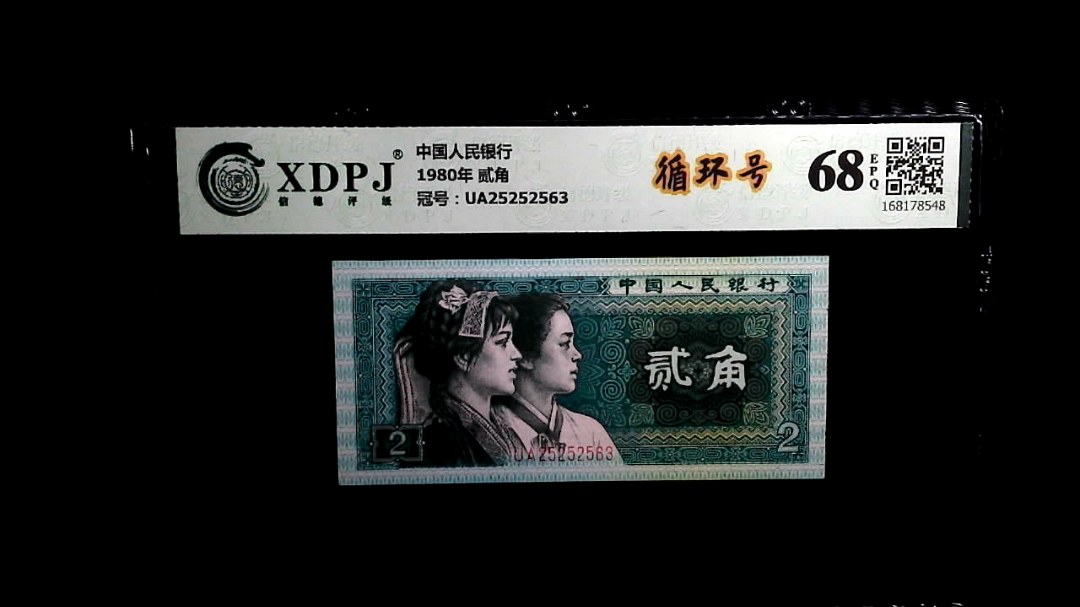 XDPJ®
信德评级
中国人民银行
1980年 贰角
冠号：UA25252563
循环号
68
EPQ
168178548
中国人民银行
贰角
2
2
UA25252563